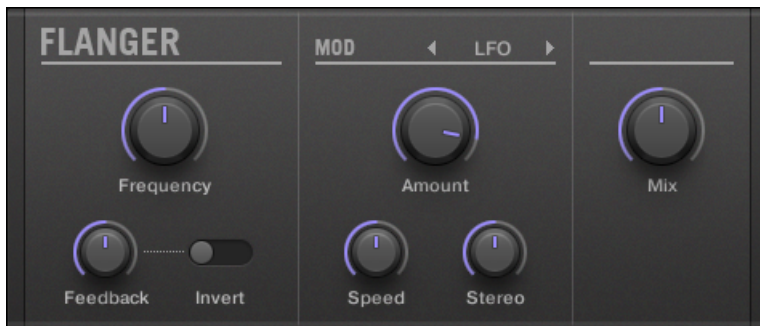 FLANGER
MOD LFO
Frequency Amount Mix
Feedback Invert Speed Stereo